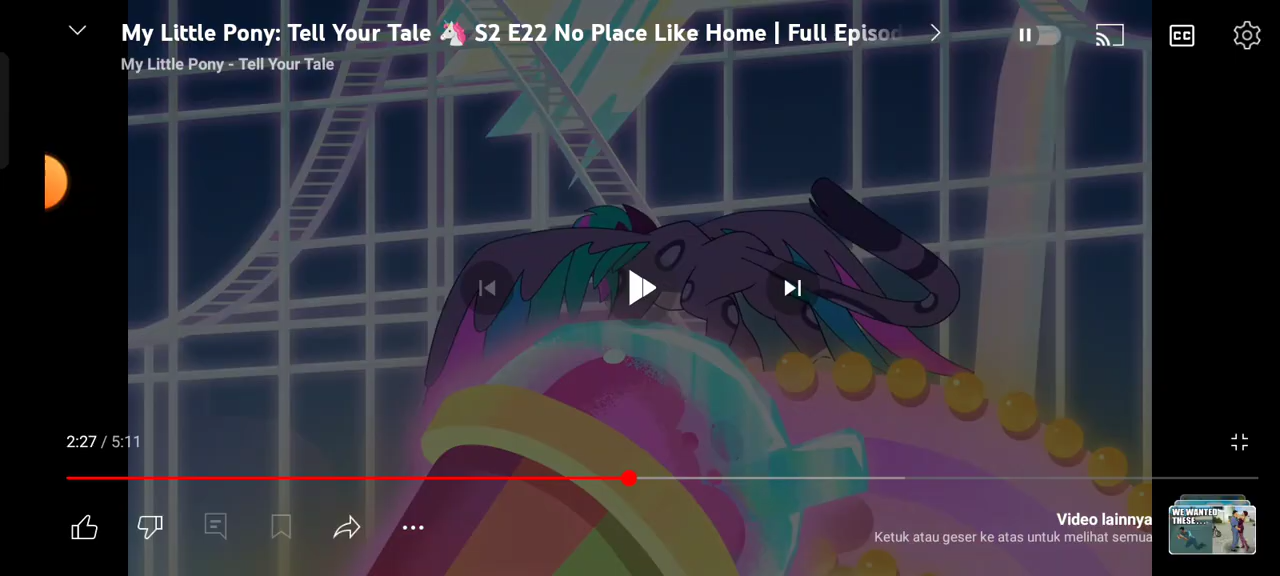 My Little Pony: Tell Your Tale 🦄 S2 E22 No Place Like Home | Full Episod
My Little Pony - Tell Your Tale
CC
2:27 / 5:11
Video lainnya
Ketuk atau geser ke atas untuk melihat semua
WE WANTED
THESE....